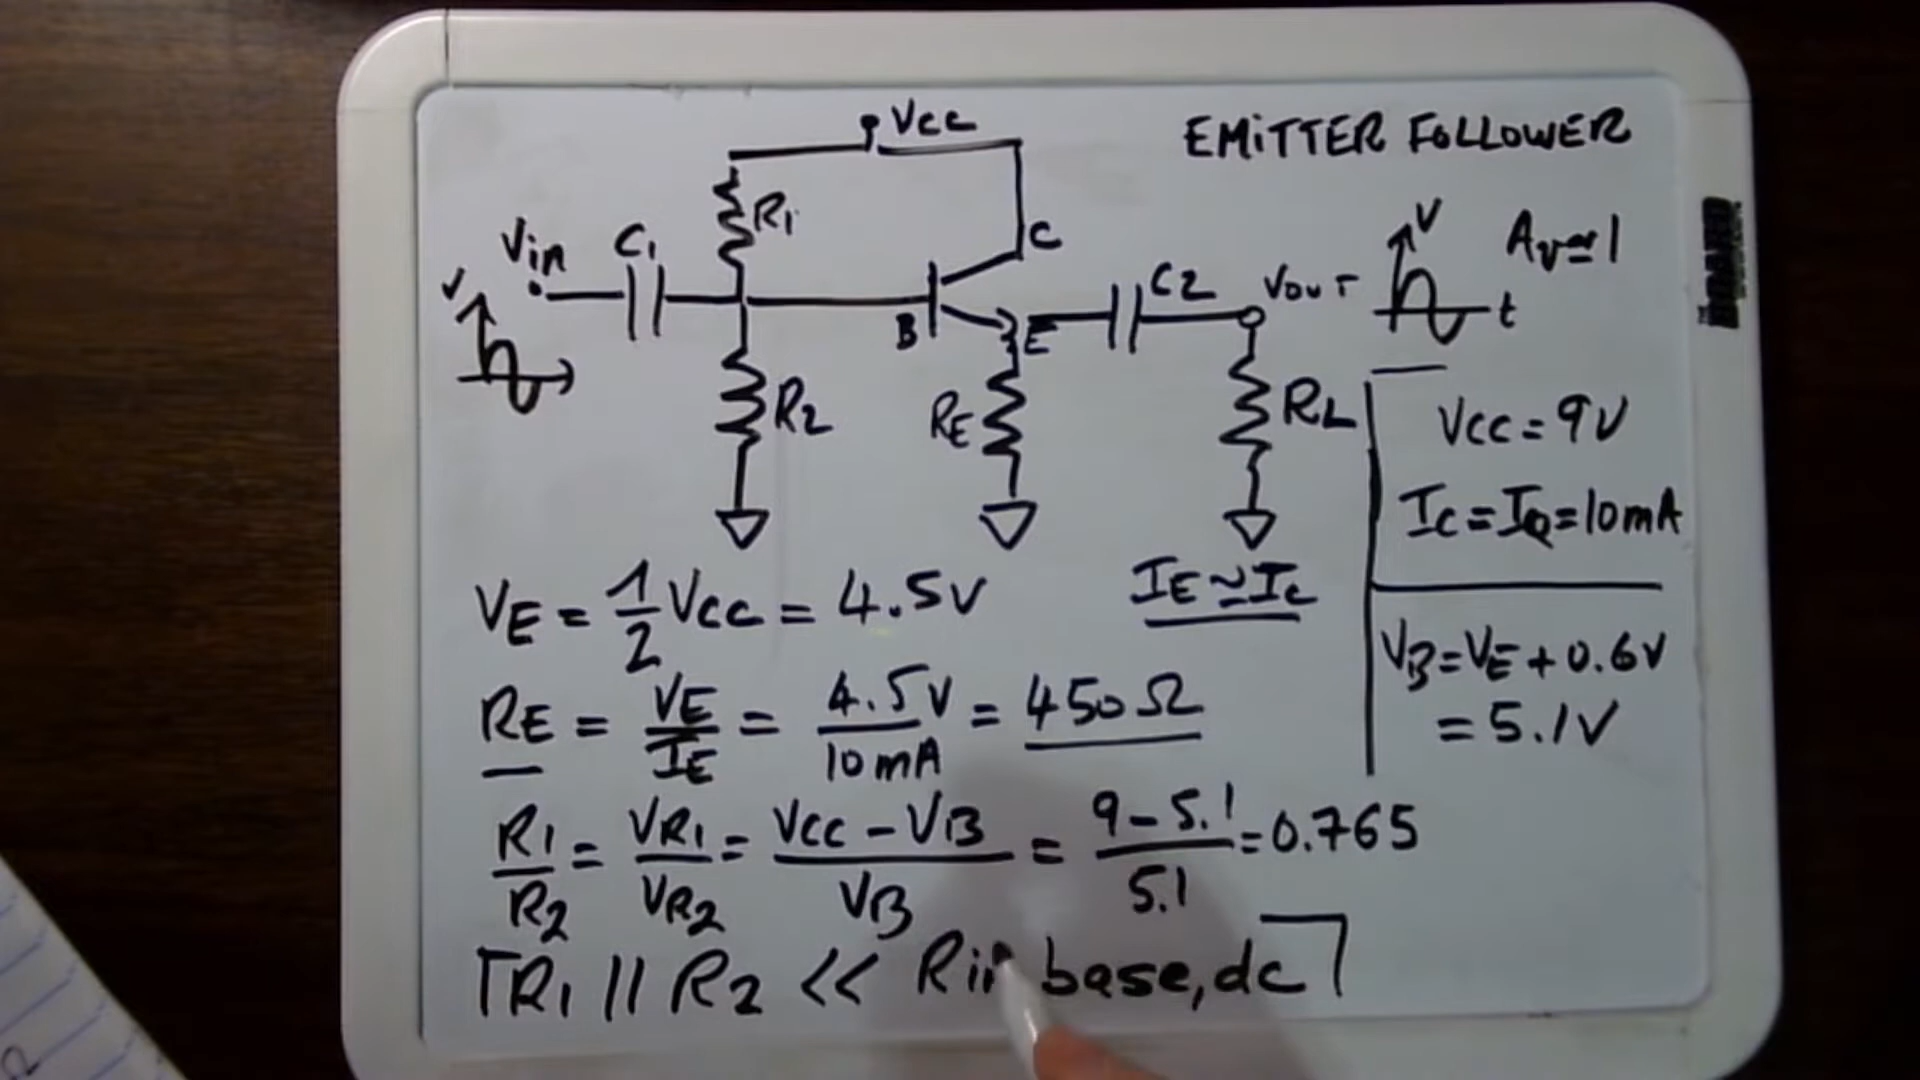 EMITTER FOLLOWER
Vcc
R1
Vin
C1
C
B
E
C2
VOUT
V
AV≃1
V
t
R2
RE
RL
VCC=9V
IC=IQ=10mA
VE = 1/2 VCC = 4.5V
IE≃IC
VB=VE+0.6V
= 5.1V
RE = VE/IE = 4.5V/10mA = 450Ω
R1/R2 = VR1/VR2 = VCC-VB/VB = 9-5.1/5.1 = 0.765
R1 || R2 << Rin base,dc